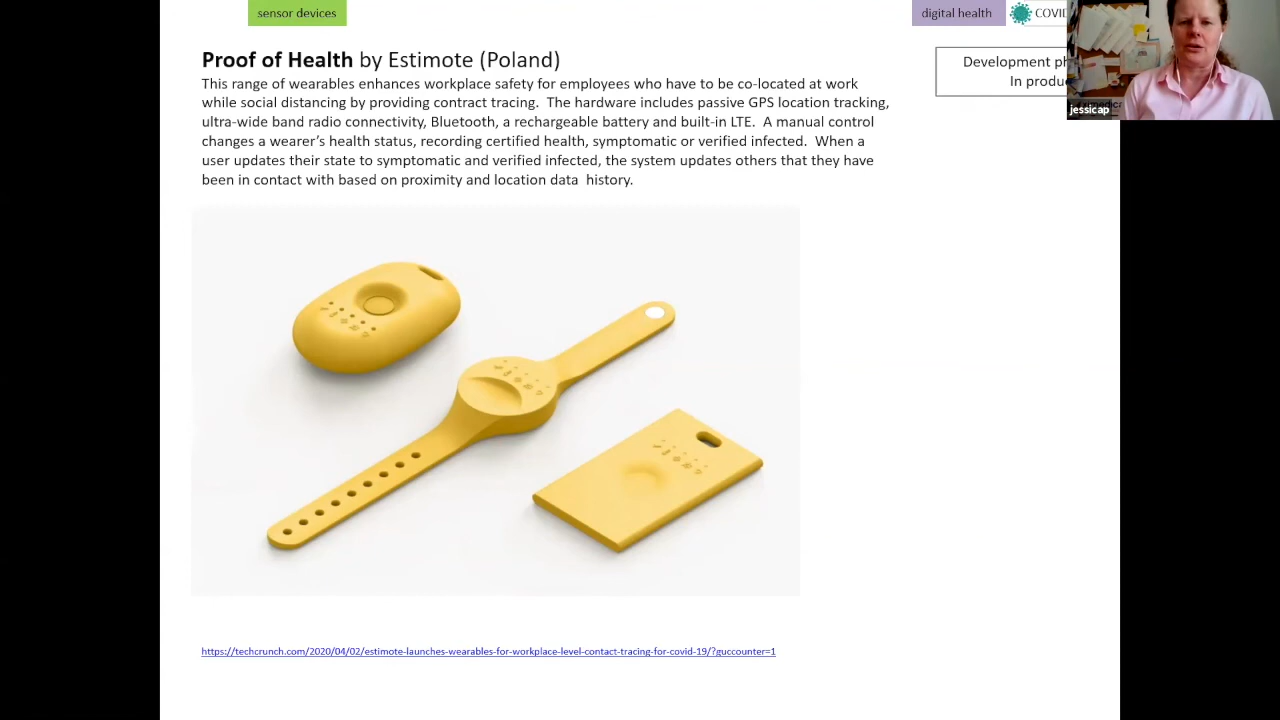 sensor devices
digital health
COVID
Proof of Health by Estimote (Poland)
This range of wearables enhances workplace safety for employees who have to be co-located at work
while social distancing by providing contract tracing.  The hardware includes passive GPS location tracking,
ultra-wide band radio connectivity, Bluetooth, a rechargeable battery and built-in LTE.  A manual control
changes a wearer's health status, recording certified health, symptomatic or verified infected.  When a
user updates their state to symptomatic and verified infected, the system updates others that they have
been in contact with based on proximity and location data  history.
Development
In
jessicap
https://techcrunch.com/2020/04/02/estimote-launches-wearables-for-workplace-level-contact-tracing-for-covid-19/?guccounter=1